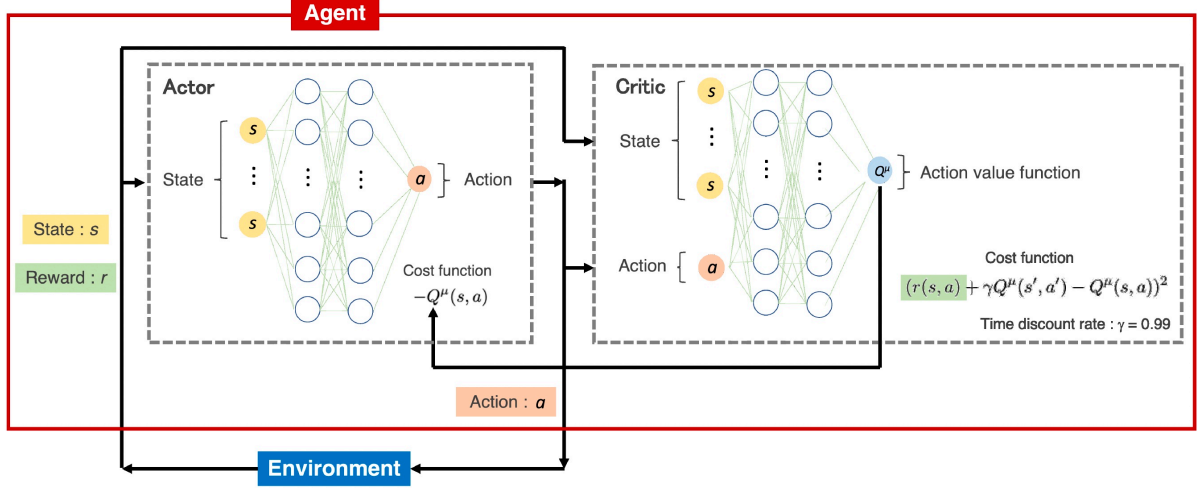 Agent
Actor
s
⋮
s
State
a
Action
Cost function
−Q^μ(s, a)
Critic
s
⋮
s
State
Action
a
Q^μ
Action value function
Cost function
(r(s, a) + γQ^μ(s′, a′) − Q^μ(s, a))²
Time discount rate : γ = 0.99
State : s
Reward : r
Action : a
Environment